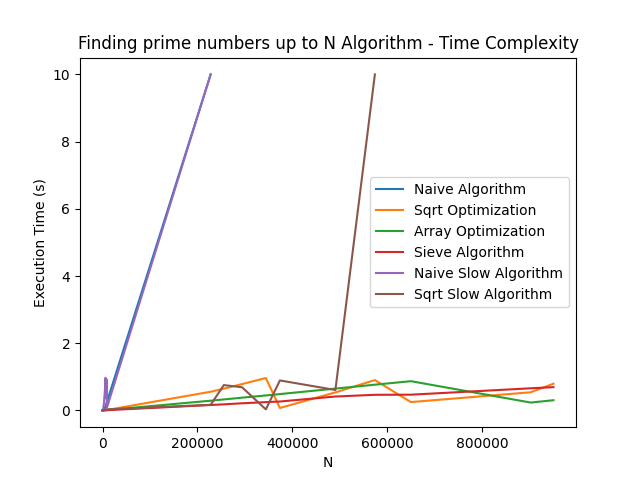 Finding prime numbers up to N Algorithm - Time Complexity
10
8
6
4
2
0
Execution Time (s)
Naive Algorithm
Sqrt Optimization
Array Optimization
Sieve Algorithm
Naive Slow Algorithm
Sqrt Slow Algorithm
0 200000 400000 600000 800000
N